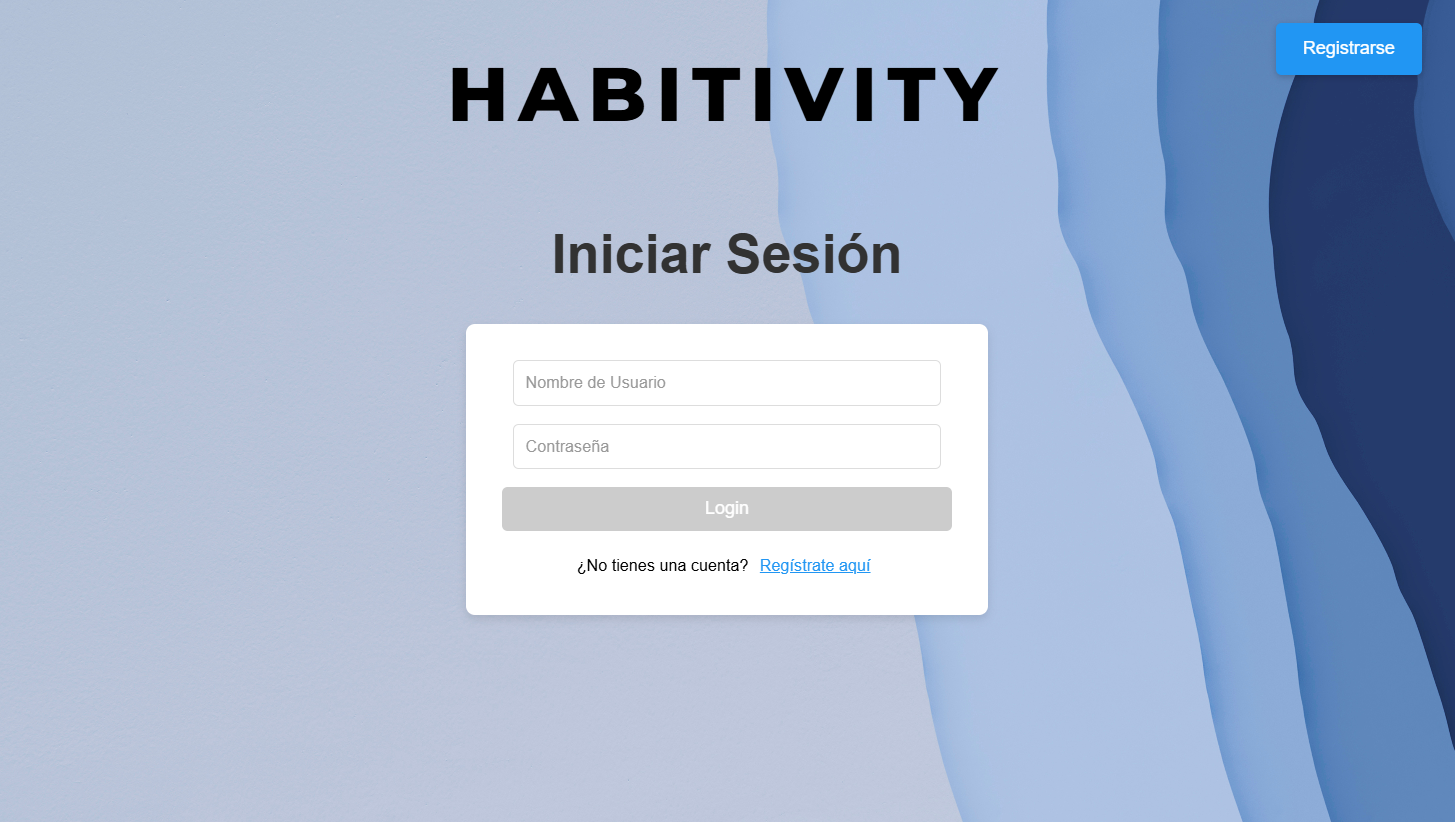 Registrarse
HABITIVITY
Iniciar Sesión
Nombre de Usuario
Contraseña
Login
¿No tienes una cuenta? Regístrate aquí